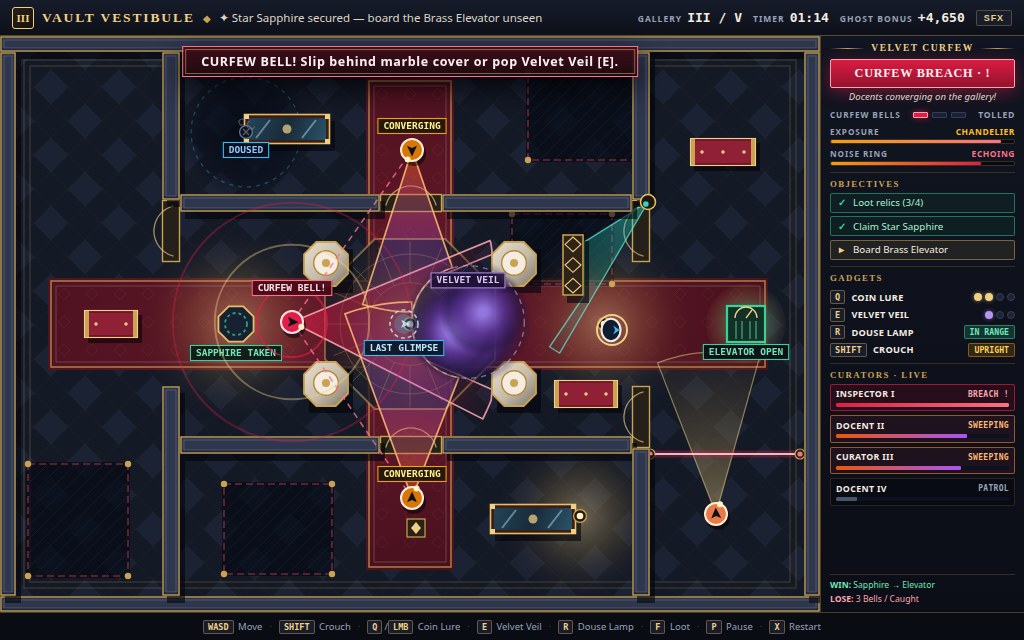 III VAULT VESTIBULE ◆ ✦ Star Sapphire secured — board the Brass Elevator unseen
GALLERY III / V TIMER 01:14 GHOST BONUS +4,650 SFX
CURFEW BELL! Slip behind marble cover or pop Velvet Veil [E].
CONVERGING
DOUSED
VELVET VEIL
CURFEW BELL!
LAST GLIMPSE
SAPPHIRE TAKEN
ELEVATOR OPEN
CONVERGING
VELVET CURFEW
CURFEW BREACH · !
Docents converging on the gallery!
CURFEW BELLS TOLLED
EXPOSURE CHANDELIER
NOISE RING ECHOING
OBJECTIVES
✓ Loot relics (3/4)
✓ Claim Star Sapphire
► Board Brass Elevator
GADGETS
Q COIN LURE
E VELVET VEIL
R DOUSE LAMP IN RANGE
SHIFT CROUCH UPRIGHT
CURATORS · LIVE
INSPECTOR I BREACH !
DOCENT II SWEEPING
CURATOR III SWEEPING
DOCENT IV PATROL
WIN: Sapphire → Elevator
LOSE: 3 Bells / Caught
WASD Move · SHIFT Crouch · Q / LMB Coin Lure · E Velvet Veil · R Douse Lamp · F Loot · P Pause · X Restart